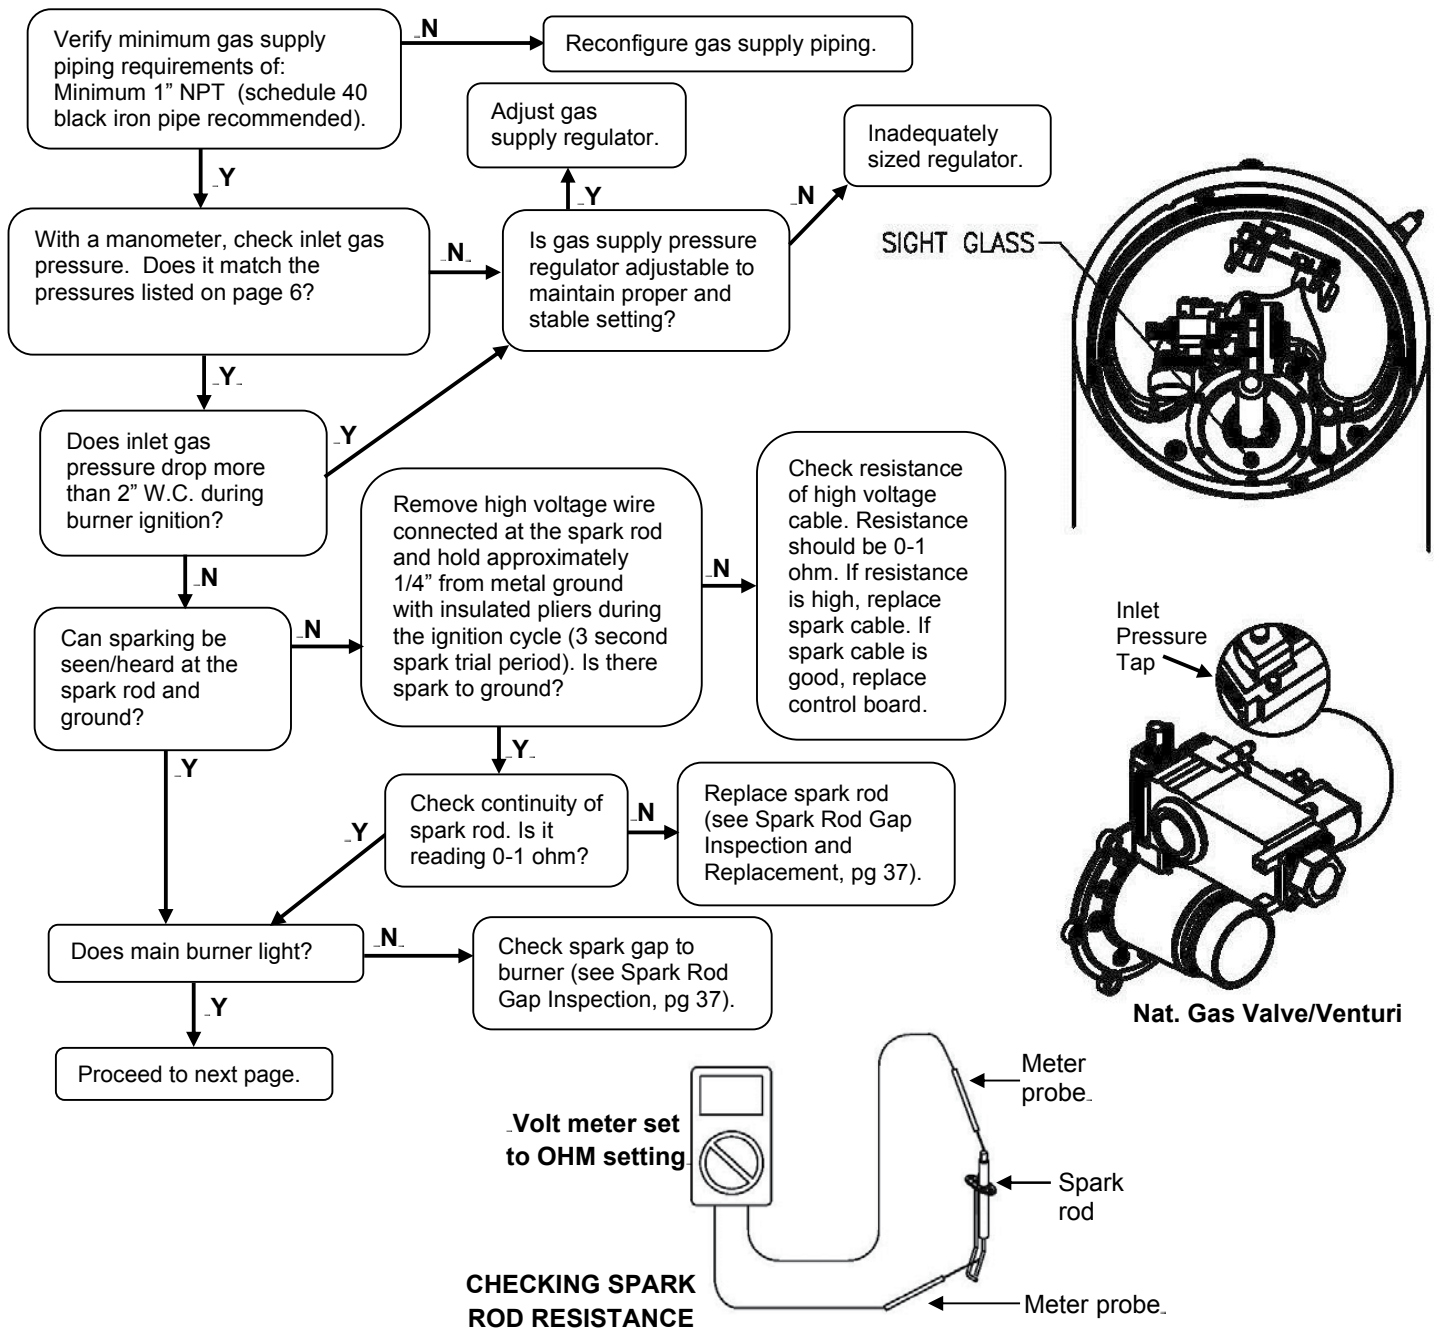 Verify minimum gas supply
piping requirements of:
Minimum 1” NPT (schedule 40
black iron pipe recommended).
N
Reconfigure gas supply piping.
Y
Adjust gas
supply regulator.
Inadequately
sized regulator.
With a manometer, check inlet gas
pressure. Does it match the
pressures listed on page 6?
N
Y
N
Is gas supply pressure
regulator adjustable to
maintain proper and
stable setting?
Y
Does inlet gas
pressure drop more
than 2” W.C. during
burner ignition?
Y
N
Can sparking be
seen/heard at the
spark rod and
ground?
N
Remove high voltage wire
connected at the spark rod
and hold approximately
1/4” from metal ground
with insulated pliers during
the ignition cycle (3 second
spark trial period). Is there
spark to ground?
N
Check resistance
of high voltage
cable. Resistance
should be 0-1
ohm. If resistance
is high, replace
spark cable. If
spark cable is
good, replace
control board.
Y
Y
Check continuity of
spark rod. Is it
reading 0-1 ohm?
Y
N
Replace spark rod
(see Spark Rod Gap
Inspection and
Replacement, pg 37).
Does main burner light?
N
Check spark gap to
burner (see Spark Rod
Gap Inspection, pg 37).
Y
Proceed to next page.
SIGHT GLASS
Inlet
Pressure
Tap
Nat. Gas Valve/Venturi
Volt meter set
to OHM setting
Meter
probe
Spark
rod
Meter probe
CHECKING SPARK
ROD RESISTANCE